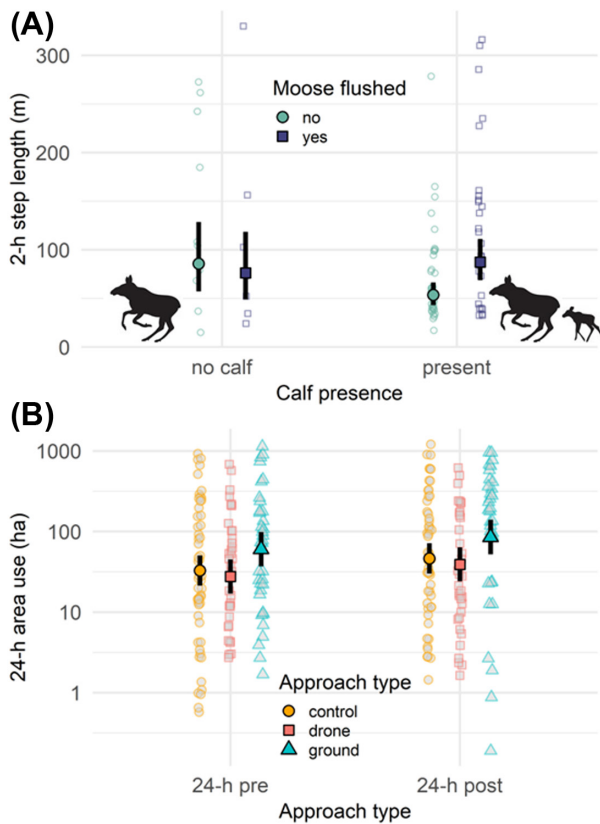 (A)
300
200
100
0
2-h step length (m)
Moose flushed
no
yes
no calf
present
Calf presence
(B)
1000
100
10
1
24-h area use (ha)
Approach type
control
drone
ground
24-h pre
24-h post
Approach type